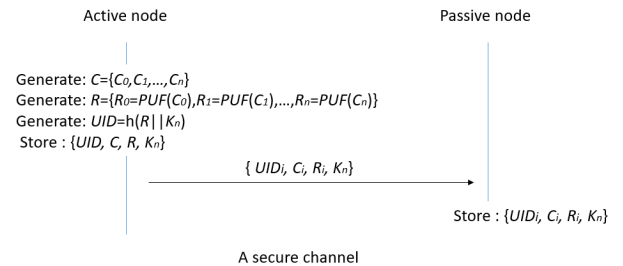 Active node
Passive node
Generate: C={C0,C1,...,Cn}
Generate: R={R0=PUF(C0),R1=PUF(C1),...,Rn=PUF(Cn)}
Generate: UID=h(R||Kn)
Store : {UID, C, R, Kn}
{ UIDi, Ci, Ri, Kn}
Store : {UIDi, Ci, Ri, Kn}
A secure channel